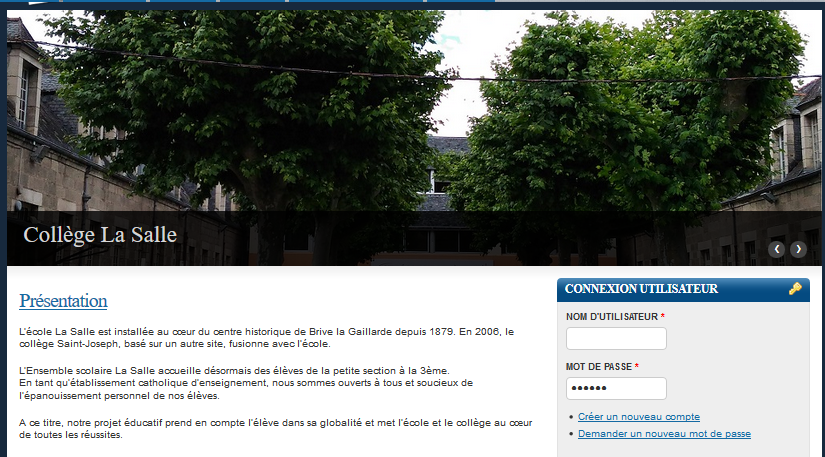 Collège La Salle
Présentation
L'école La Salle est installée au cœur du centre historique de Brive la Gaillarde depuis 1879. En 2006, le
collège Saint-Joseph, basé sur un autre site, fusionne avec l'école.
L'Ensemble scolaire La Salle accueille désormais des élèves de la petite section à la 3ème.
En tant qu'établissement catholique d'enseignement, nous sommes ouverts à tous et soucieux de
l'épanouissement personnel de nos élèves.
A ce titre, notre projet éducatif prend en compte l'élève dans sa globalité et met l'école et le collège au cœur
de toutes les réussites.
CONNEXION UTILISATEUR
NOM D'UTILISATEUR *
MOT DE PASSE *
••••••
• Créer un nouveau compte
• Demander un nouveau mot de passe